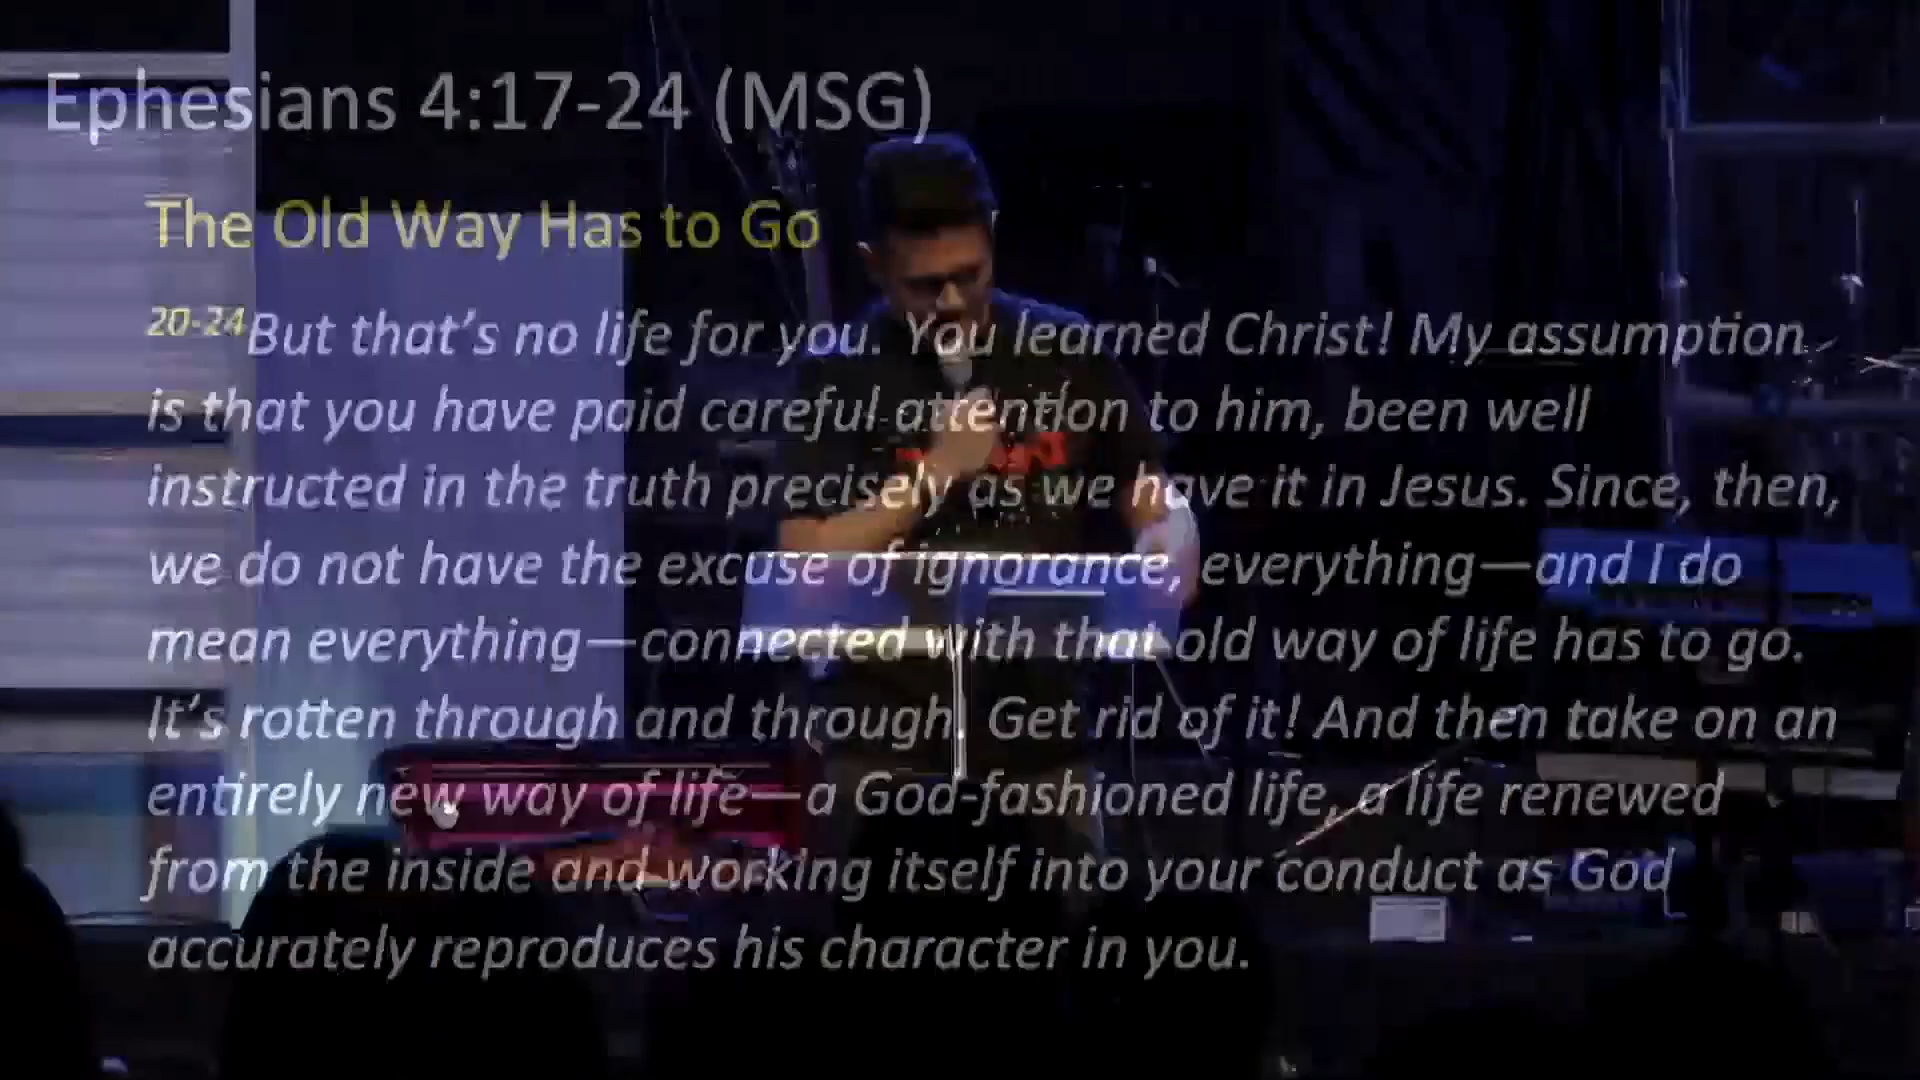 Ephesians 4:17-24 (MSG)
The Old Way Has to Go
20-24But that’s no life for you. You learned Christ! My assumption
is that you have paid careful attention to him, been well
instructed in the truth precisely as we have it in Jesus. Since, then,
we do not have the excuse of ignorance, everything—and I do
mean everything—connected with that old way of life has to go.
It’s rotten through and through. Get rid of it! And then take on an
entirely new way of life—a God-fashioned life, a life renewed
from the inside and working itself into your conduct as God
accurately reproduces his character in you.